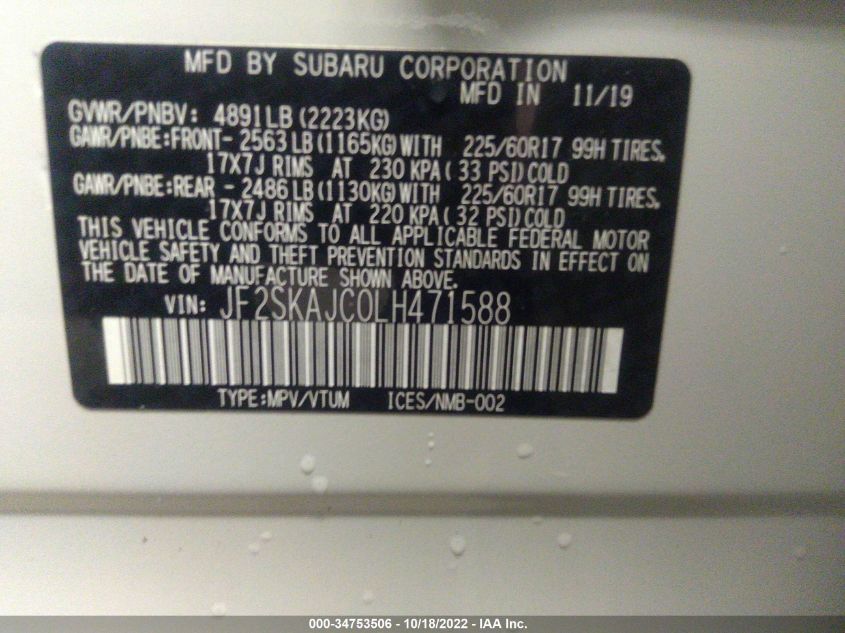 MFD BY SUBARU CORPORATION
MFD IN 11/19
GVWR/PNBV: 4891LB (2223KG)
GAWR/PNBE:FRONT- 2563 LB (1165KG) WITH 225/60R17 99H TIRES.
17X7J RIMS AT 230 KPA ( 33 PSI) COLD
GAWR/PNBE:REAR - 2486 LB (1130KG) WITH 225/60R17 99H TIRES.
17X7J RIMS AT 220 KPA ( 32 PSI) COLD
THIS VEHICLE CONFORMS TO ALL APPLICABLE FEDERAL MOTOR
VEHICLE SAFETY AND THEFT PREVENTION STANDARDS IN EFFECT ON
THE DATE OF MANUFACTURE SHOWN ABOVE.
VIN: JF2SKAJC0LH471588
TYPE:MPV/VTUM ICES/NMB-002
000-34753506 - 10/18/2022 - IAA Inc.